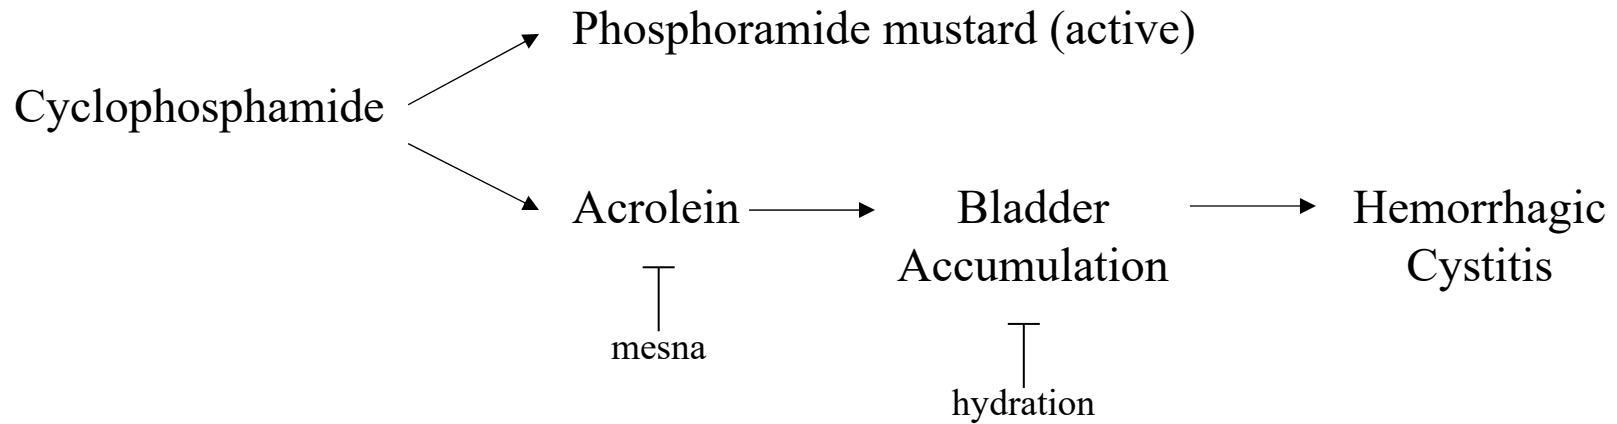 Phosphoramide mustard (active)
Cyclophosphamide
Acrolein
Bladder
Accumulation
Hemorrhagic
Cystitis
mesna
hydration